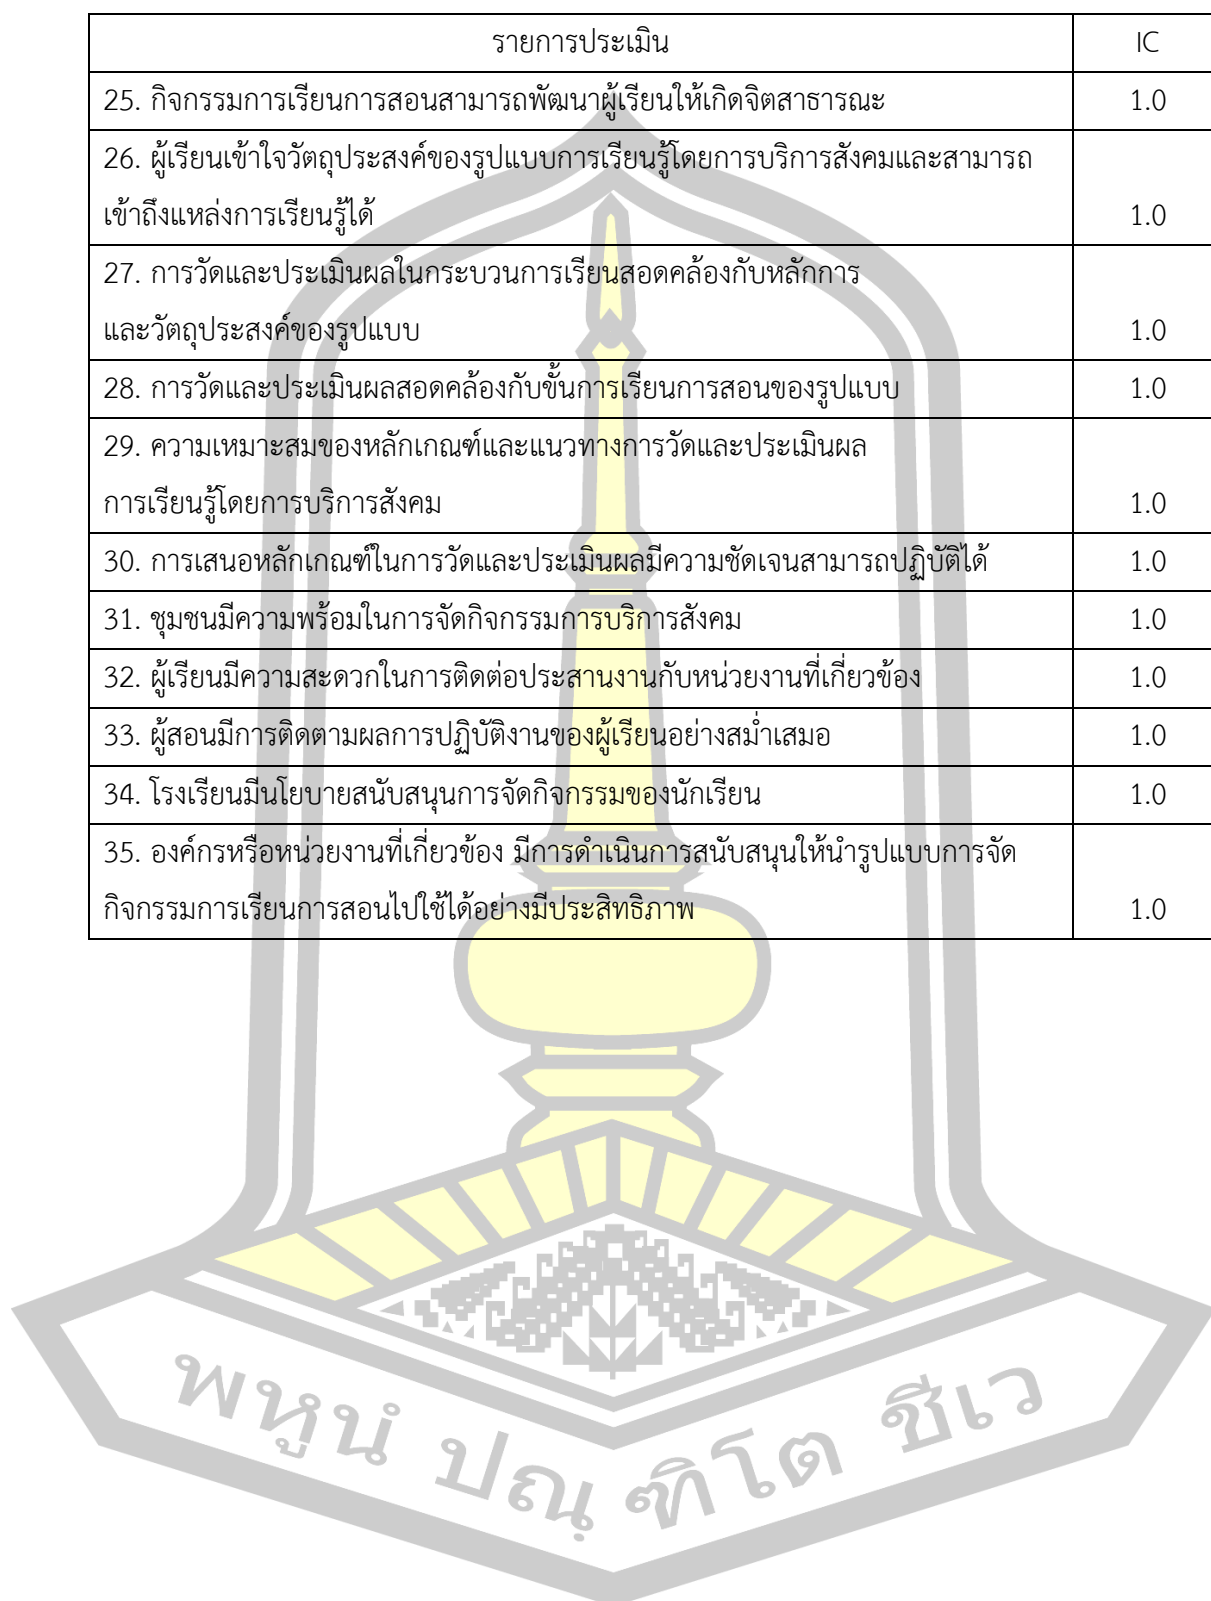 รายการประเมิน IC
25. กิจกรรมการเรียนการสอนสามารถพัฒนาผู้เรียนให้เกิดจิตสาธารณะ 1.0
26. ผู้เรียนเข้าใจวัตถุประสงค์ของรูปแบบการเรียนรู้โดยการบริการสังคมและสามารถ
เข้าถึงแหล่งการเรียนรู้ได้ 1.0
27. การวัดและประเมินผลในกระบวนการเรียนสอดคล้องกับหลักการ
และวัตถุประสงค์ของรูปแบบ 1.0
28. การวัดและประเมินผลสอดคล้องกับขั้นการเรียนการสอนของรูปแบบ 1.0
29. ความเหมาะสมของหลักเกณฑ์และแนวทางการวัดและประเมินผล
การเรียนรู้โดยการบริการสังคม 1.0
30. การเสนอหลักเกณฑ์ในการวัดและประเมินผลมีความชัดเจนสามารถปฏิบัติได้ 1.0
31. ชุมชนมีความพร้อมในการจัดกิจกรรมการบริการสังคม 1.0
32. ผู้เรียนมีความสะดวกในการติดต่อประสานงานกับหน่วยงานที่เกี่ยวข้อง 1.0
33. ผู้สอนมีการติดตามผลการปฏิบัติงานของผู้เรียนอย่างสม่ำเสมอ 1.0
34. โรงเรียนมีนโยบายสนับสนุนการจัดกิจกรรมของนักเรียน 1.0
35. องค์กรหรือหน่วยงานที่เกี่ยวข้อง มีการดำเนินการสนับสนุนให้นำรูปแบบการจัด
กิจกรรมการเรียนการสอนไปใช้ได้อย่างมีประสิทธิภาพ 1.0
พหูนํ ปณฺ ฑิโต ชีเว